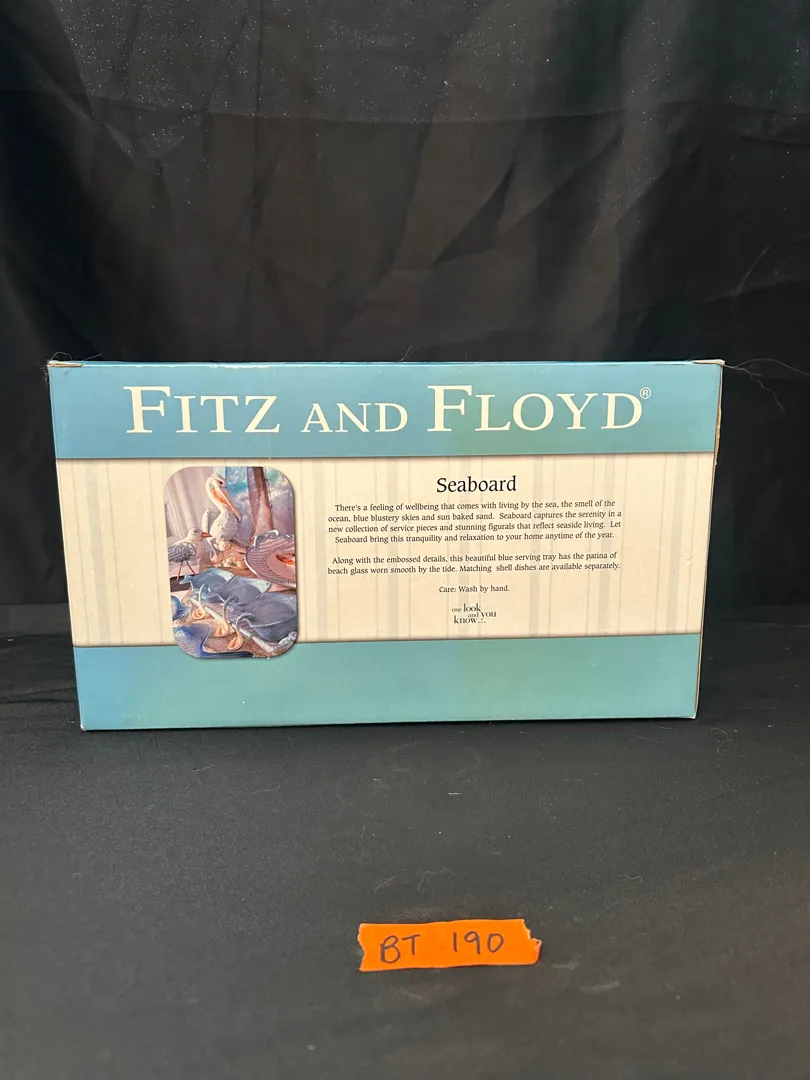 FITZ AND FLOYD®
Seaboard
There's a feeling of wellbeing that comes with living by the sea, the smell of the
ocean, blue blustery skies and sun baked sand. Seaboard captures the serenity in a
new collection of service pieces and stunning figurals that reflect seaside living. Let
Seaboard bring this tranquility and relaxation to your home anytime of the year.
Along with the embossed details, this beautiful blue serving tray has the patina of
beach glass worn smooth by the tide. Matching shell dishes are available separately.
Care: Wash by hand.
one look
and you
know.:.
BT 190